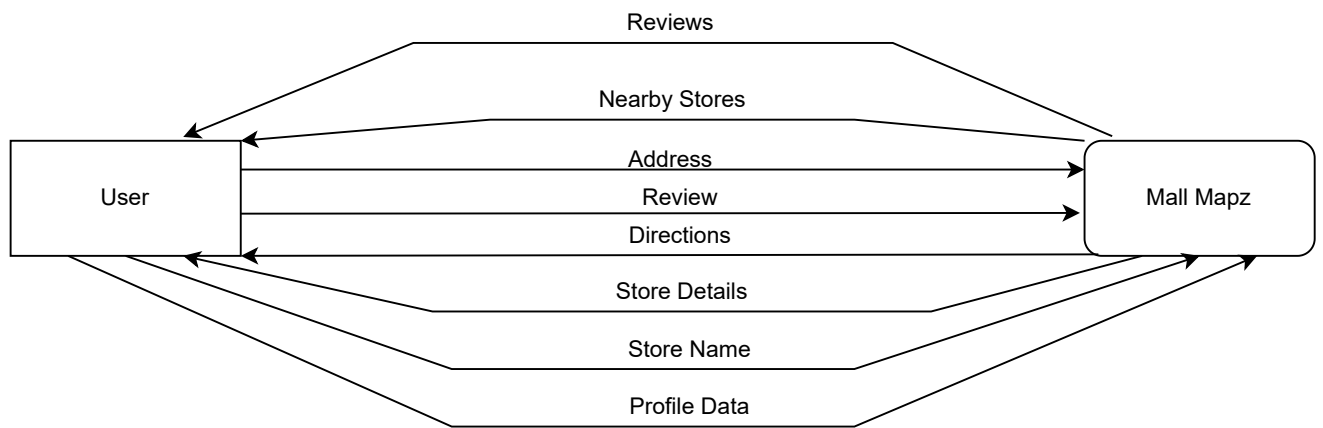 Reviews
Nearby Stores
Address
User
Review
Mall Mapz
Directions
Store Details
Store Name
Profile Data